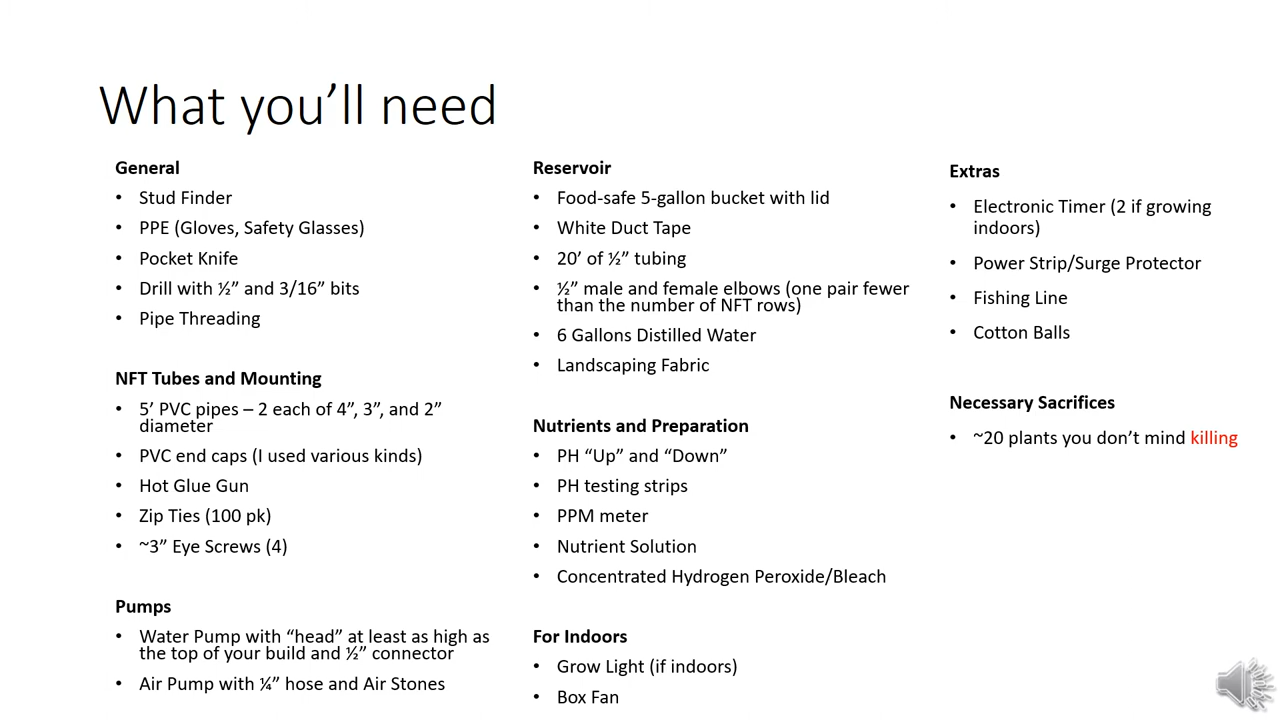 What you’ll need
General
• Stud Finder
• PPE (Gloves, Safety Glasses)
• Pocket Knife
• Drill with ½” and 3/16” bits
• Pipe Threading
NFT Tubes and Mounting
• 5’ PVC pipes – 2 each of 4”, 3”, and 2”
diameter
• PVC end caps (I used various kinds)
• Hot Glue Gun
• Zip Ties (100 pk)
• ~3” Eye Screws (4)
Pumps
• Water Pump with “head” at least as high as
the top of your build and ½” connector
• Air Pump with ¼” hose and Air Stones
Reservoir
• Food-safe 5-gallon bucket with lid
• White Duct Tape
• 20’ of ½” tubing
• ½” male and female elbows (one pair fewer
than the number of NFT rows)
• 6 Gallons Distilled Water
• Landscaping Fabric
Nutrients and Preparation
• PH “Up” and “Down”
• PH testing strips
• PPM meter
• Nutrient Solution
• Concentrated Hydrogen Peroxide/Bleach
For Indoors
• Grow Light (if indoors)
• Box Fan
Extras
• Electronic Timer (2 if growing
indoors)
• Power Strip/Surge Protector
• Fishing Line
• Cotton Balls
Necessary Sacrifices
• ~20 plants you don’t mind killing